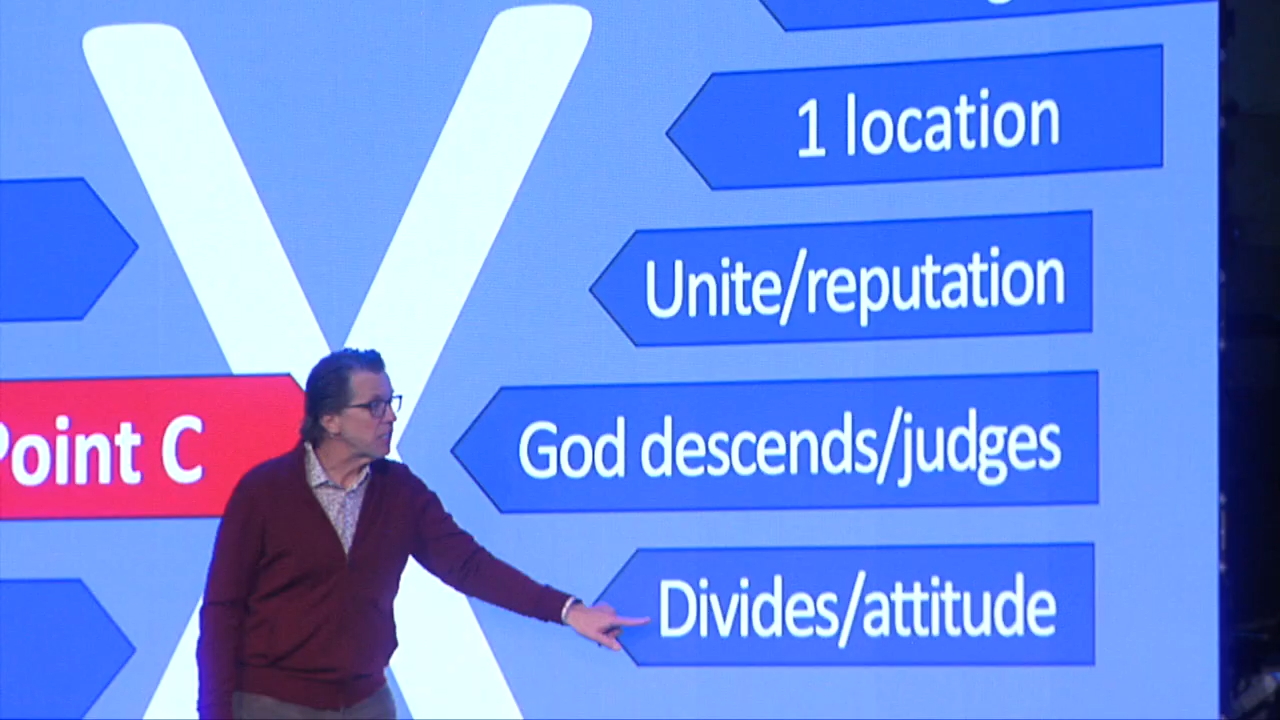 1 location
Unite/reputation
Point C
God descends/judges
Divides/attitude